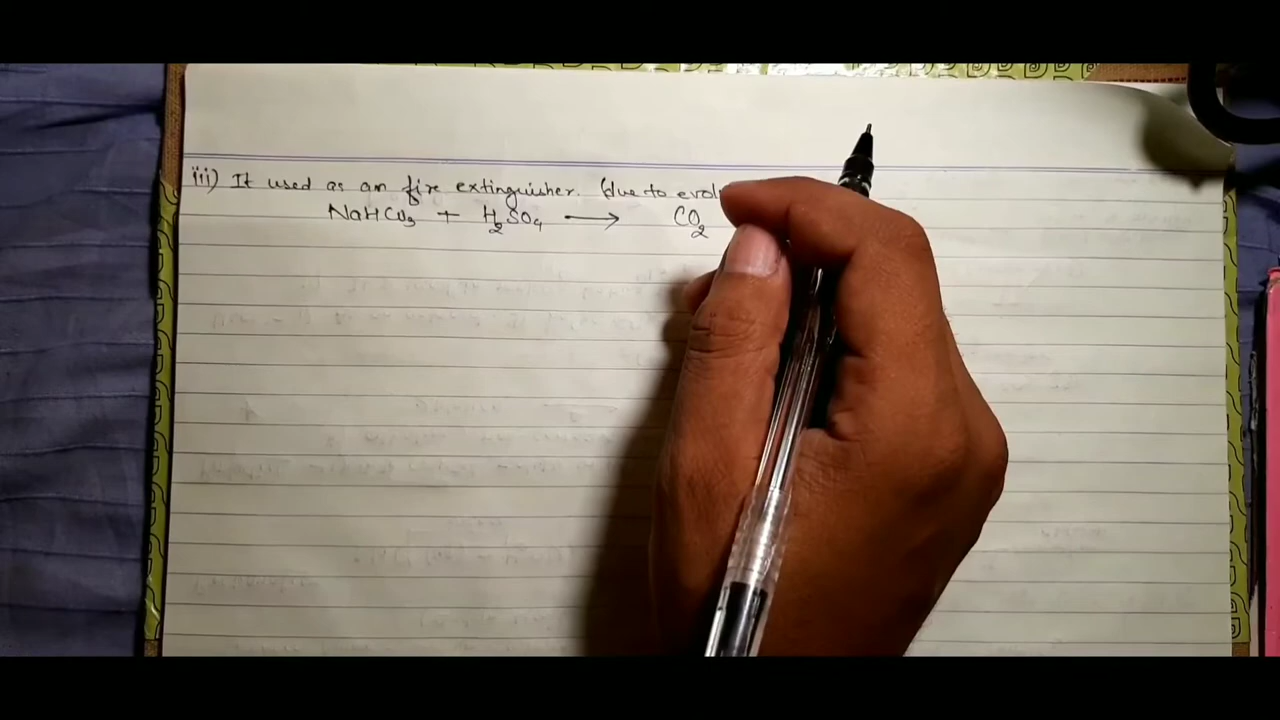 iii) It used as an fire extinguisher. (due to evol
NaHCO₃ + H₂SO₄ ⟶ CO₂